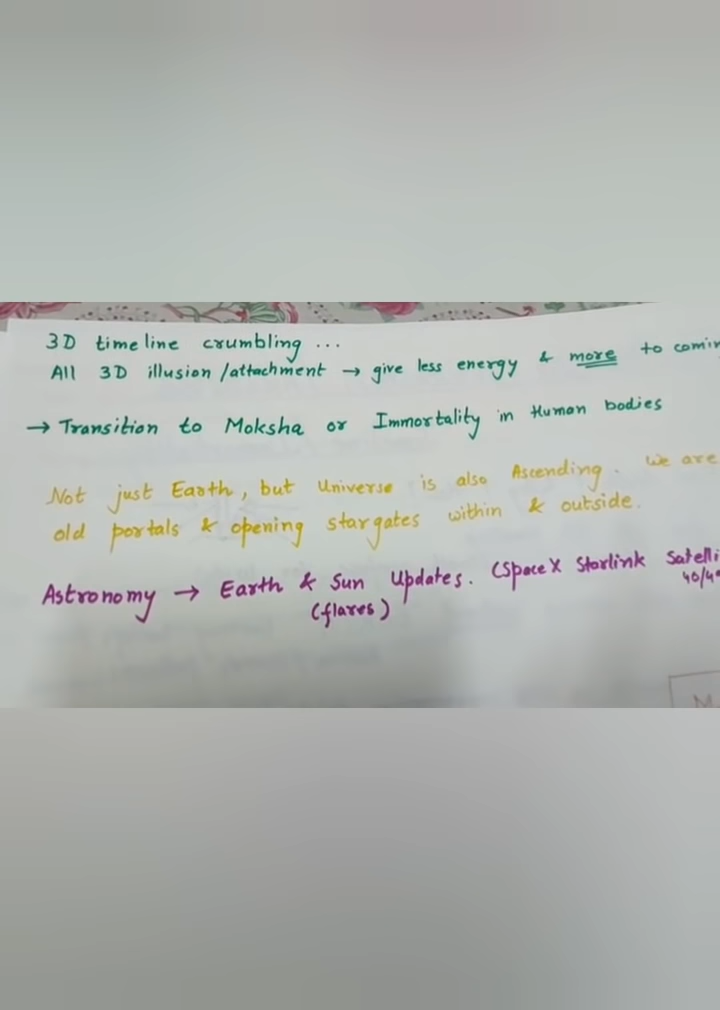 3D timeline crumbling ...
All 3D illusion/attachment → give less energy & more to
→ Transition to Moksha or Immortality in Human bodies
Not just Earth, but Universe is also Ascending. We are
old portals & opening stargates within & outside.
Astronomy → Earth & Sun Updates. (SpaceX Starlink
(flares)